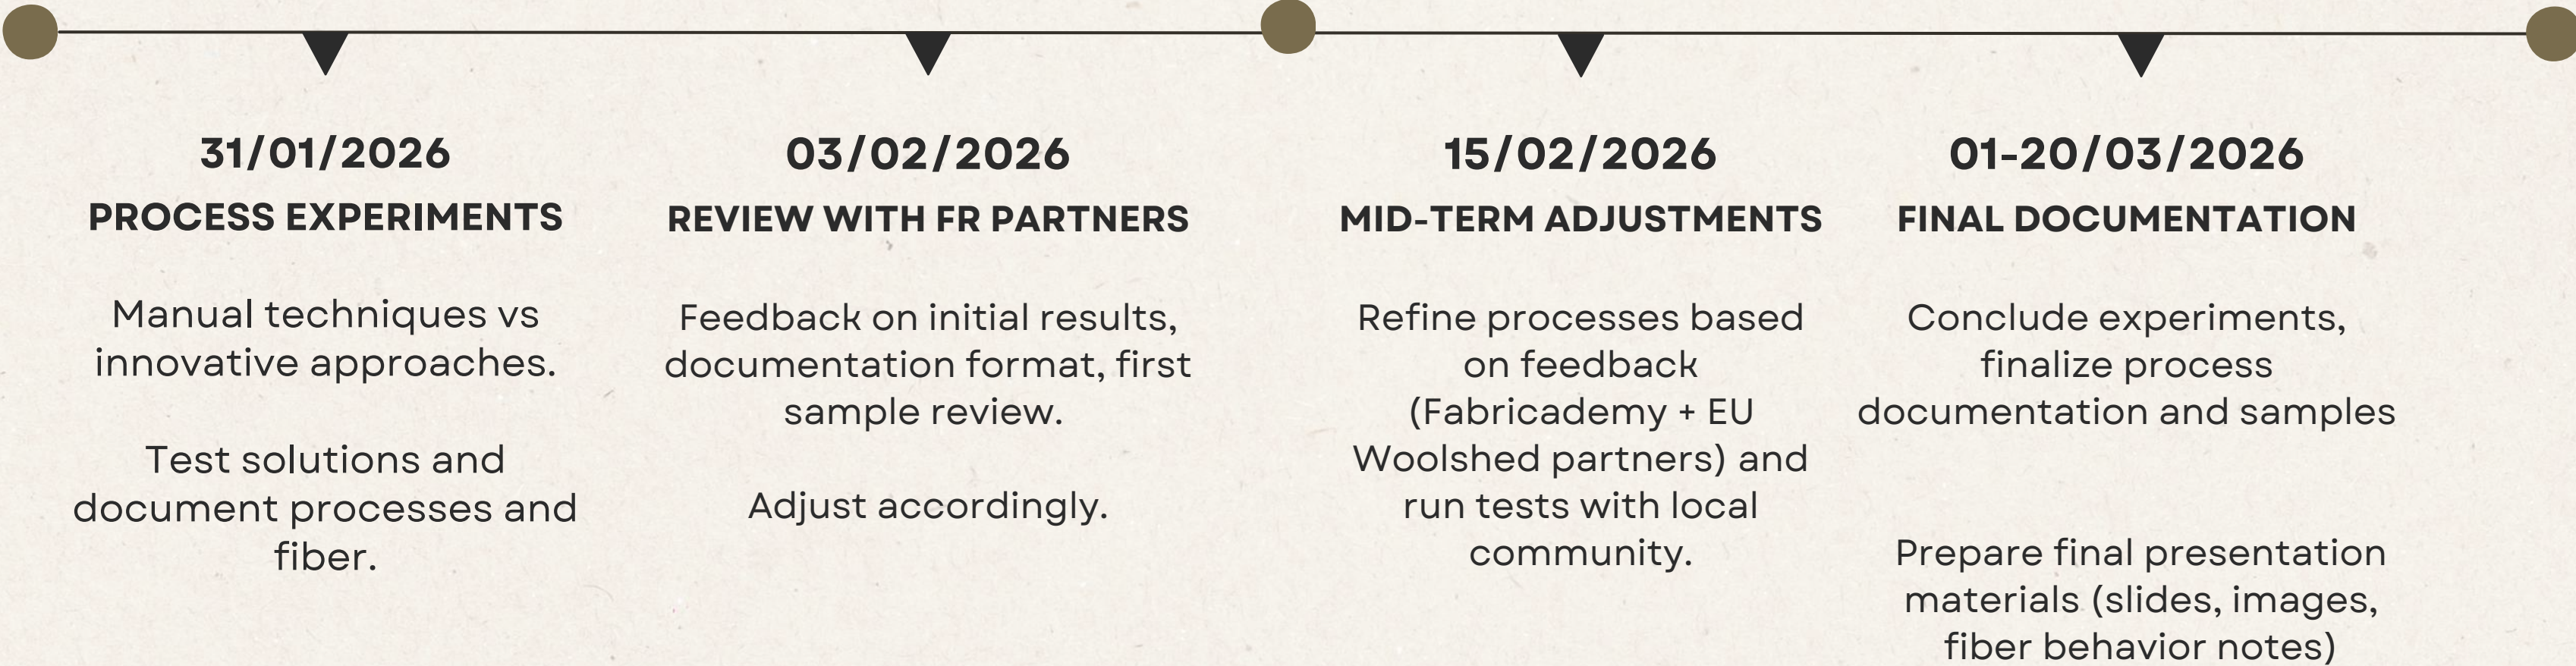 31/01/2026
PROCESS EXPERIMENTS
Manual techniques vs
innovative approaches.
Test solutions and
document processes and
fiber.
03/02/2026
REVIEW WITH FR PARTNERS
Feedback on initial results,
documentation format, first
sample review.
Adjust accordingly.
15/02/2026
MID-TERM ADJUSTMENTS
Refine processes based
on feedback
(Fabricademy + EU
Woolshed partners) and
run tests with local
community.
01-20/03/2026
FINAL DOCUMENTATION
Conclude experiments,
finalize process
documentation and samples
Prepare final presentation
materials (slides, images,
fiber behavior notes)